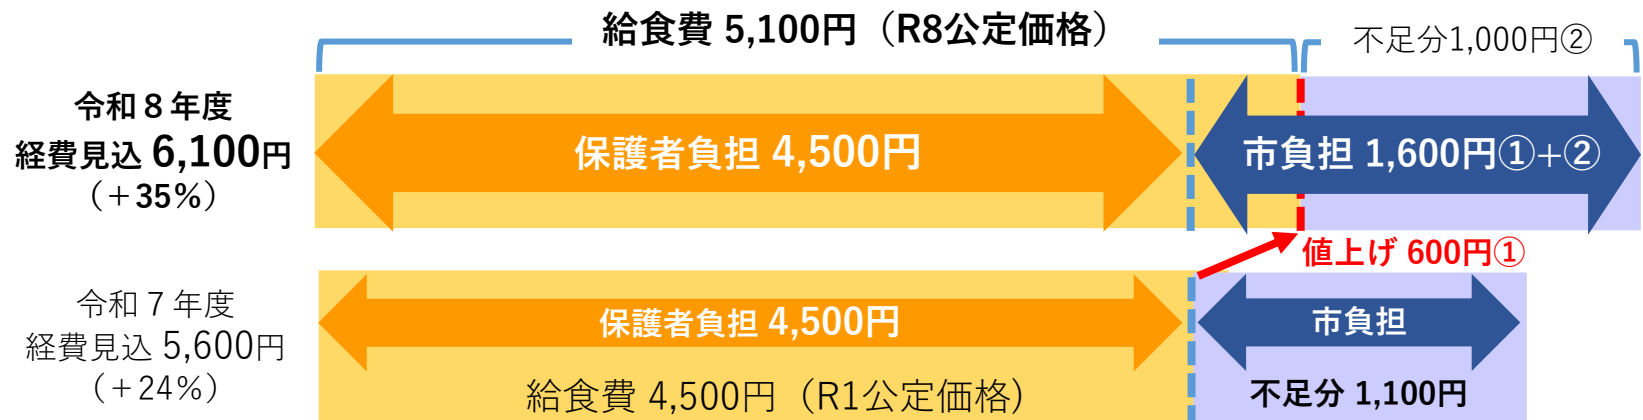 給食費 5,100円（R8公定価格）
不足分1,000円②
令和８年度
経費見込 6,100円
（＋35%）
保護者負担 4,500円
市負担 1,600円①+②
値上げ 600円①
令和７年度
経費見込 5,600円
（＋24%）
保護者負担 4,500円
市負担
給食費 4,500円（R1公定価格）
不足分 1,100円